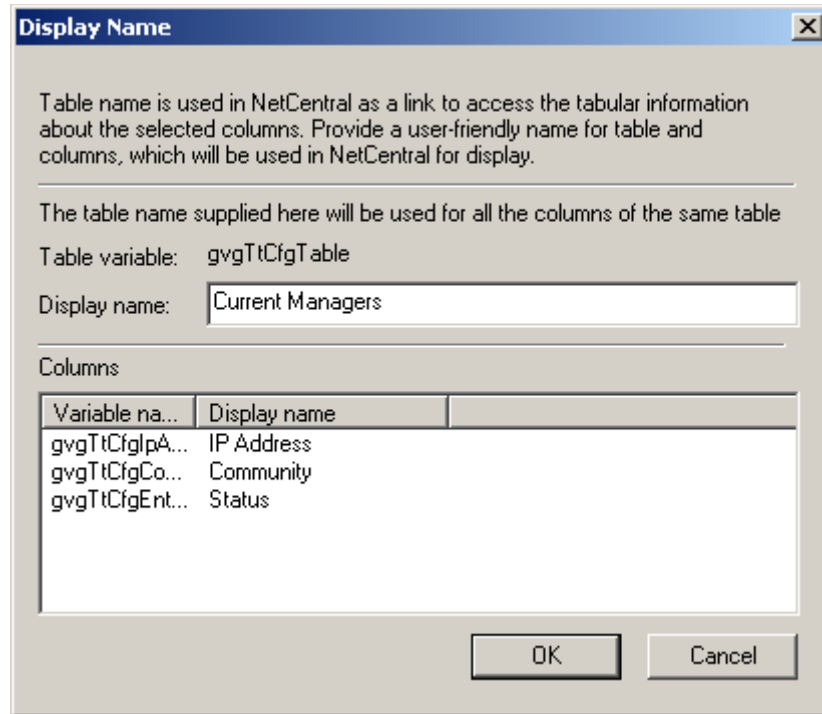 Display Name
Table name is used in NetCentral as a link to access the tabular information
about the selected columns. Provide a user-friendly name for table and
columns, which will be used in NetCentral for display.
The table name supplied here will be used for all the columns of the same table
Table variable: gvgTtCfgTable
Display name: Current Managers
Columns
Variable na... Display name
gvgTtCfgIpA... IP Address
gvgTtCfgCo... Community
gvgTtCfgEnt... Status
OK Cancel